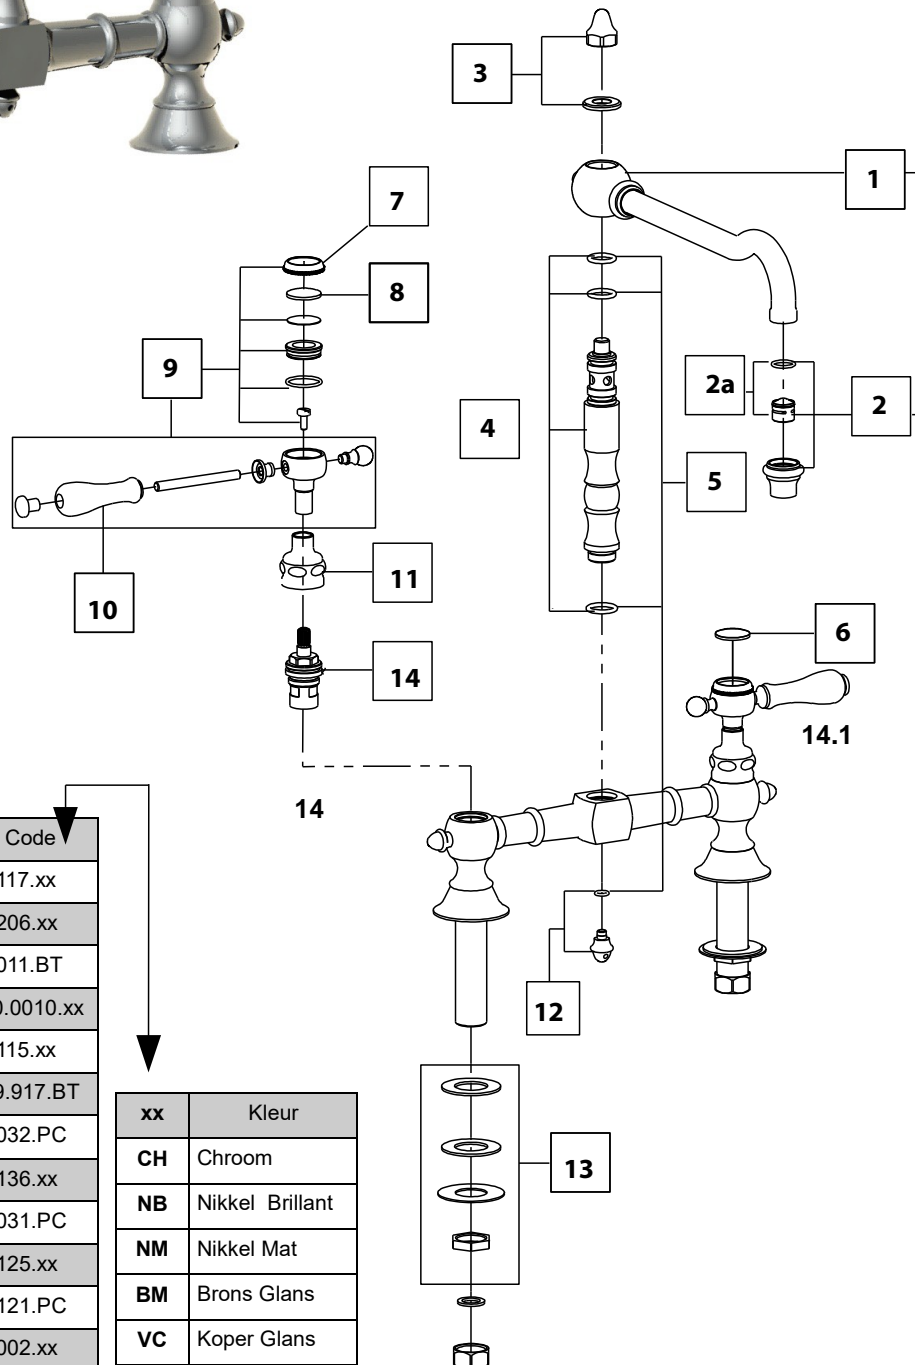 3
1
7
8
9
2a
2
4
5
10
11
6
14
14.1
14
12
13
Code
117.xx
206.xx
011.BT
0.0010.xx
115.xx
9.917.BT
032.PC
136.xx
031.PC
125.xx
121.PC
002.xx
xx Kleur
CH Chroom
NB Nikkel Brillant
NM Nikkel Mat
BM Brons Glans
VC Koper Glans